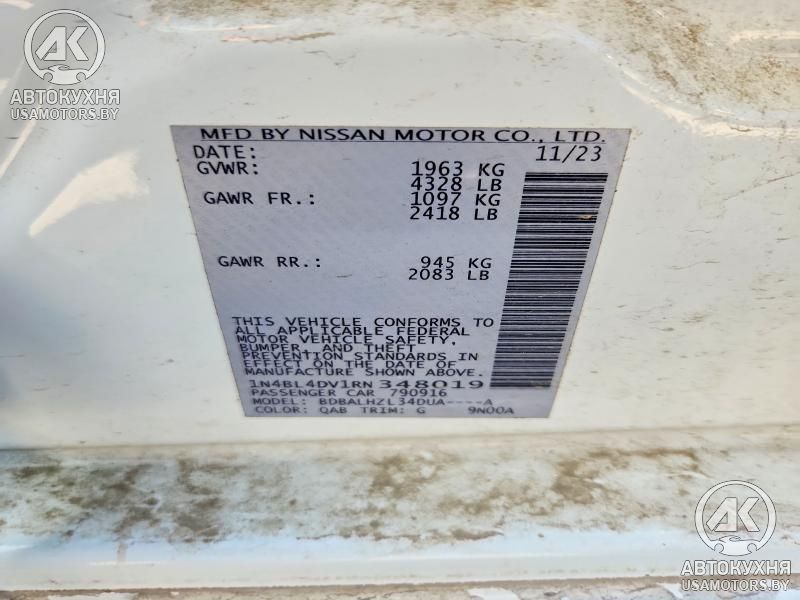 AK
АВТОКУХНЯ
USAMOTORS.BY
MFD BY NISSAN MOTOR CO., LTD.
DATE: 11/23
GVWR: 1963 KG
4328 LB
GAWR FR.: 1097 KG
2418 LB
GAWR RR.: 945 KG
2083 LB
THIS VEHICLE CONFORMS TO
ALL APPLICABLE FEDERAL
MOTOR VEHICLE SAFETY,
BUMPER, AND THEFT
PREVENTION STANDARDS IN
EFFECT ON THE DATE OF
MANUFACTURE SHOWN ABOVE.
1N4BL4DV1RN348019
PASSENGER CAR 790916
MODEL: BDBALHZL34DUA----A
COLOR: QAB TRIM: G 9N00A
AK
АВТОКУХНЯ
USAMOTORS.BY